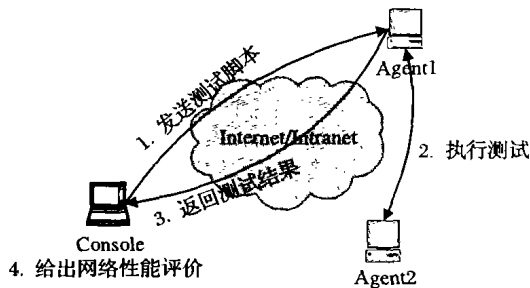 Agent1
1. 发送测试脚本
Internet/Intranet
2. 执行测试
3. 返回测试结果
Console
4. 给出网络性能评价
Agent2